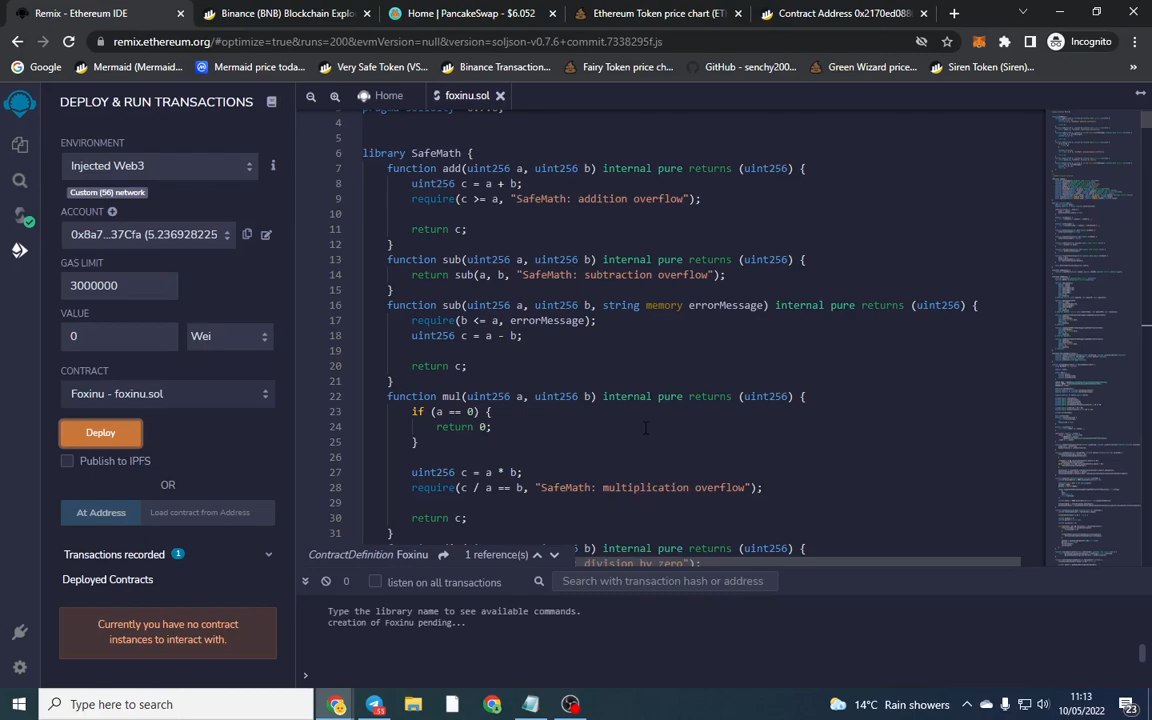 Remix - Ethereum IDE
Binance (BNB) Blockchain Explo
Home | PancakeSwap - $6.052
Ethereum Token price chart (ETH
Contract Address 0x2170ed088
remix.ethereum.org/#optimize=true&runs=200&evmVersion=null&version=soljson-v0.7.6+commit.7338295f.js
Incognito
Google
Mermaid (Mermaid...
Mermaid price toda...
Very Safe Token (VS...
Binance Transaction...
Fairy Token price ch...
GitHub - senchy200...
Green Wizard price...
Siren Token (Siren)...
»
DEPLOY & RUN TRANSACTIONS
ENVIRONMENT
Injected Web3
Custom (56) network
ACCOUNT
0x8a7...37Cfa (5.236928225
GAS LIMIT
3000000
VALUE
0
Wei
CONTRACT
Foxinu - foxinu.sol
Deploy
Publish to IPFS
OR
At Address
Load contract from Address
Transactions recorded 1
Deployed Contracts
Currently you have no contract
instances to interact with.
Home
foxinu.sol
4
5
6 library SafeMath {
7 function add(uint256 a, uint256 b) internal pure returns (uint256) {
8 uint256 c = a + b;
9 require(c >= a, "SafeMath: addition overflow");
10
11 return c;
12 }
13 function sub(uint256 a, uint256 b) internal pure returns (uint256) {
14 return sub(a, b, "SafeMath: subtraction overflow");
15 }
16 function sub(uint256 a, uint256 b, string memory errorMessage) internal pure returns (uint256) {
17 require(b <= a, errorMessage);
18 uint256 c = a - b;
19
20 return c;
21 }
22 function mul(uint256 a, uint256 b) internal pure returns (uint256) {
23 if (a == 0) {
24 return 0;
25 }
26
27 uint256 c = a * b;
28 require(c / a == b, "SafeMath: multiplication overflow");
29
30 return c;
31 }
b) internal pure returns (uint256) {
division by zero");
ContractDefinition Foxinu
1 reference(s)
0
listen on all transactions
Search with transaction hash or address
Type the library name to see available commands.
creation of Foxinu pending...
>
Type here to search
55
14°C Rain showers
11:13
10/05/2022
23